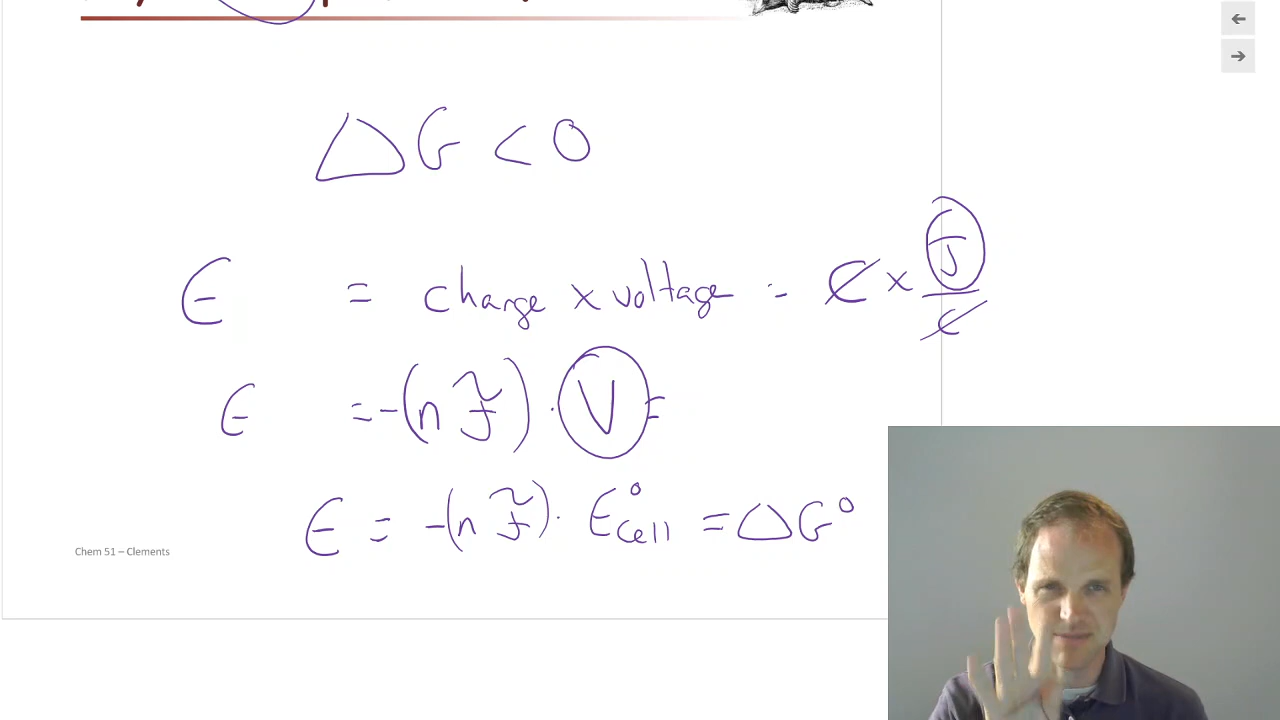 ΔG < 0
E = charge x voltage = C x J/C
E = -(nℱ) · V =
E = -(nℱ) · E°cell = ΔG°
Chem 51 – Clements